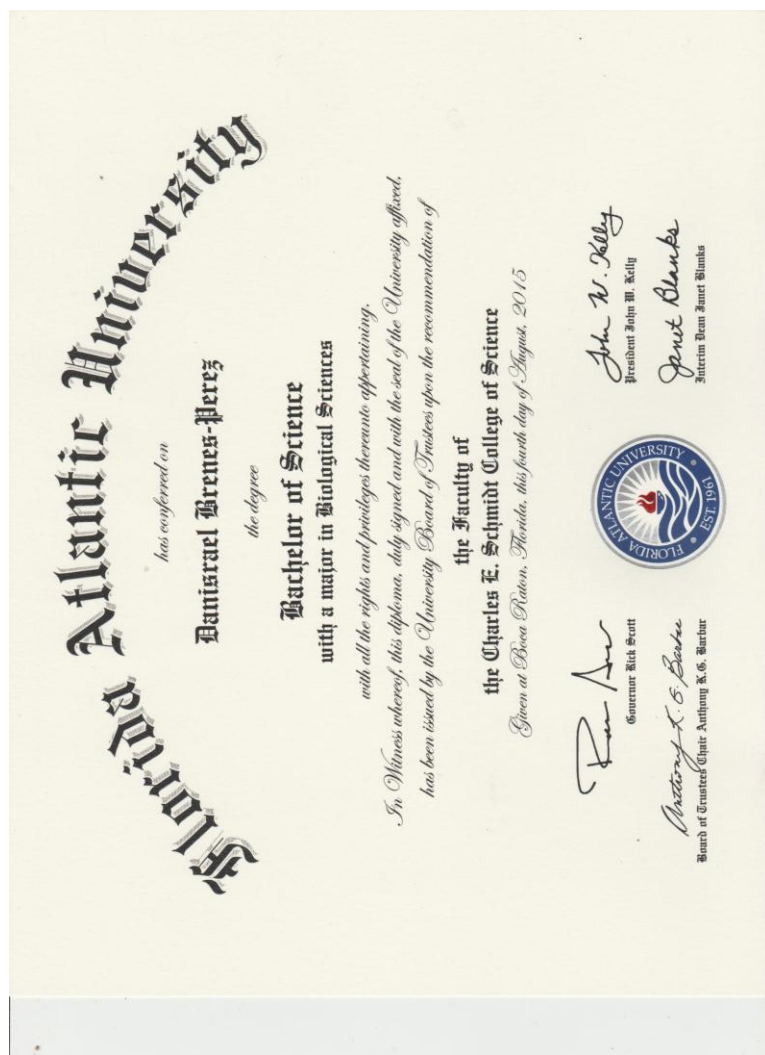 Florida Atlantic University
has conferred on
Danisrael Brenes-Perez
the degree
Bachelor of Science
with a major in Biological Sciences
with all the rights and privileges thereunto appertaining.
In Witness whereof, this diploma, duly signed and with the seal of the University affixed,
has been issued by the University Board of Trustees upon the recommendation of
the Faculty of
the Charles E. Schmidt College of Science
Given at Boca Raton, Florida, this fourth day of August, 2015
Governor Rick Scott
Anthony K. G. Barbar
Board of Trustees Chair Anthony K.G. Barbar
FLORIDA ATLANTIC UNIVERSITY
EST. 1961
John W. Kelly
President John W. Kelly
Janet Blanks
Interim Dean Janet Blanks